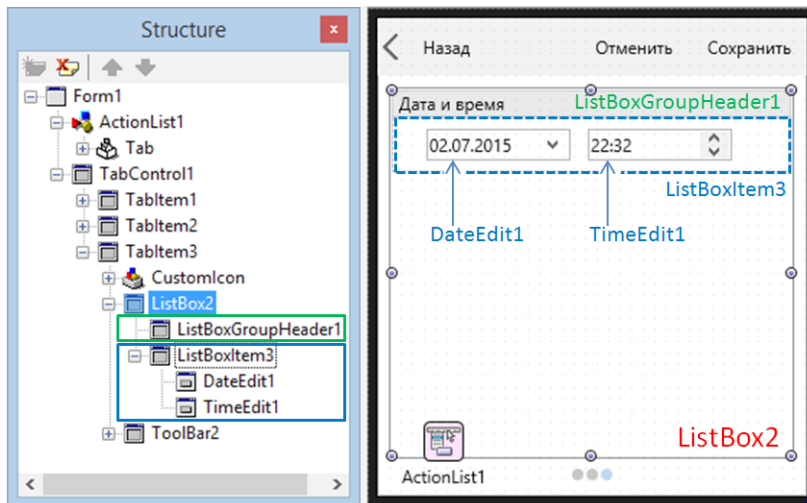 Structure
x
Form1
ActionList1
Tab
TabControl1
TabItem1
TabItem2
TabItem3
CustomIcon
ListBox2
ListBoxGroupHeader1
ListBoxItem3
DateEdit1
TimeEdit1
ToolBar2
Назад Отменить Сохранить
Дата и время ListBoxGroupHeader1
02.07.2015 22:32
ListBoxItem3
DateEdit1 TimeEdit1
ListBox2
ActionList1